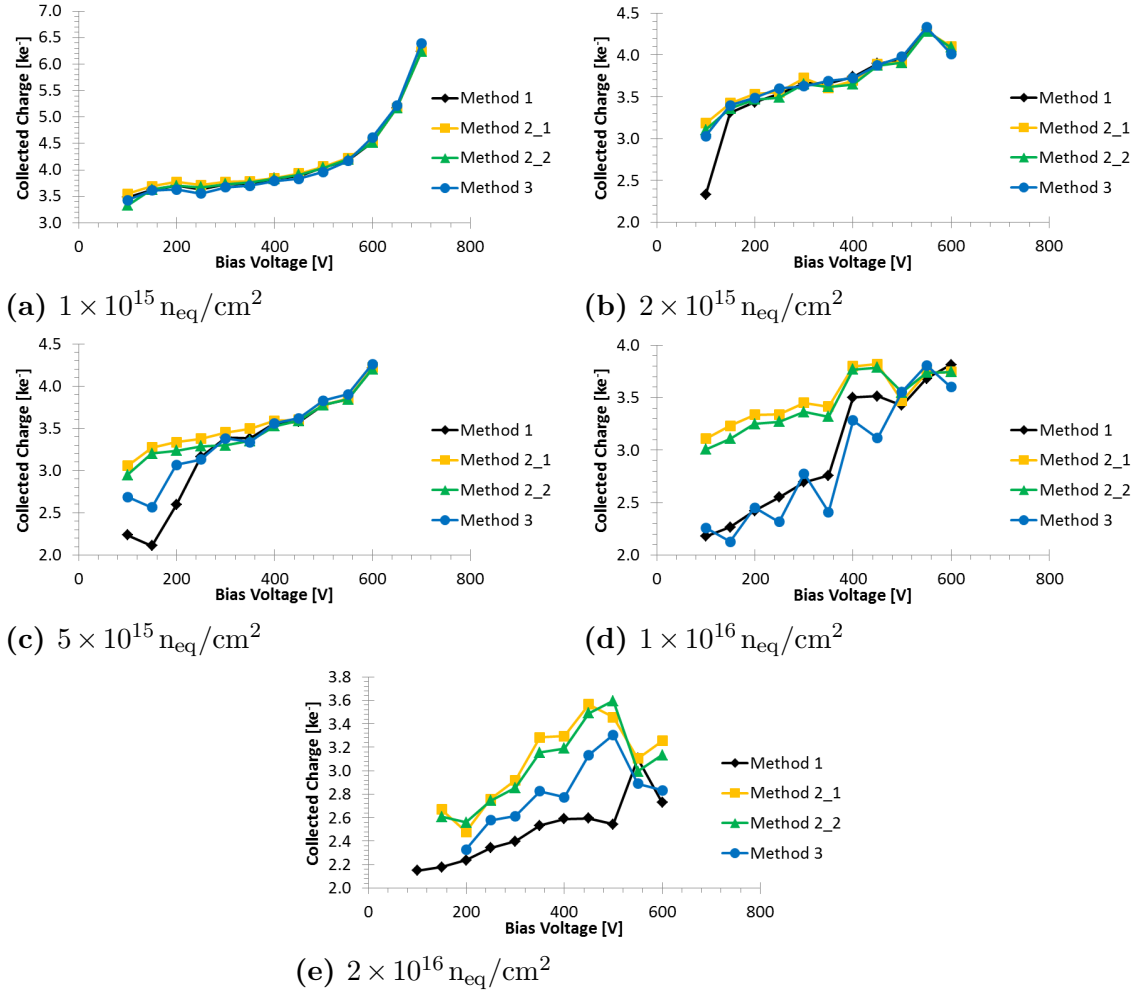 7.0
6.5
6.0
5.5
5.0
4.5
4.0
3.5
3.0
Collected Charge [ke-]
0 200 400 600 800
Bias Voltage [V]
Method 1
Method 2_1
Method 2_2
Method 3
(a) 1 × 10^15 n_eq/cm^2
4.5
4.0
3.5
3.0
2.5
2.0
Collected Charge [ke-]
0 200 400 600 800
Bias Voltage [V]
Method 1
Method 2_1
Method 2_2
Method 3
(b) 2 × 10^15 n_eq/cm^2
4.5
4.0
3.5
3.0
2.5
2.0
Collected Charge [ke-]
0 200 400 600 800
Bias Voltage [V]
Method 1
Method 2_1
Method 2_2
Method 3
(c) 5 × 10^15 n_eq/cm^2
4.0
3.5
3.0
2.5
2.0
Collected Charge [ke-]
0 200 400 600 800
Bias Voltage [V]
Method 1
Method 2_1
Method 2_2
Method 3
(d) 1 × 10^16 n_eq/cm^2
3.8
3.6
3.4
3.2
3.0
2.8
2.6
2.4
2.2
2.0
Collected Charge [ke-]
0 200 400 600 800
Bias Voltage [V]
Method 1
Method 2_1
Method 2_2
Method 3
(e) 2 × 10^16 n_eq/cm^2